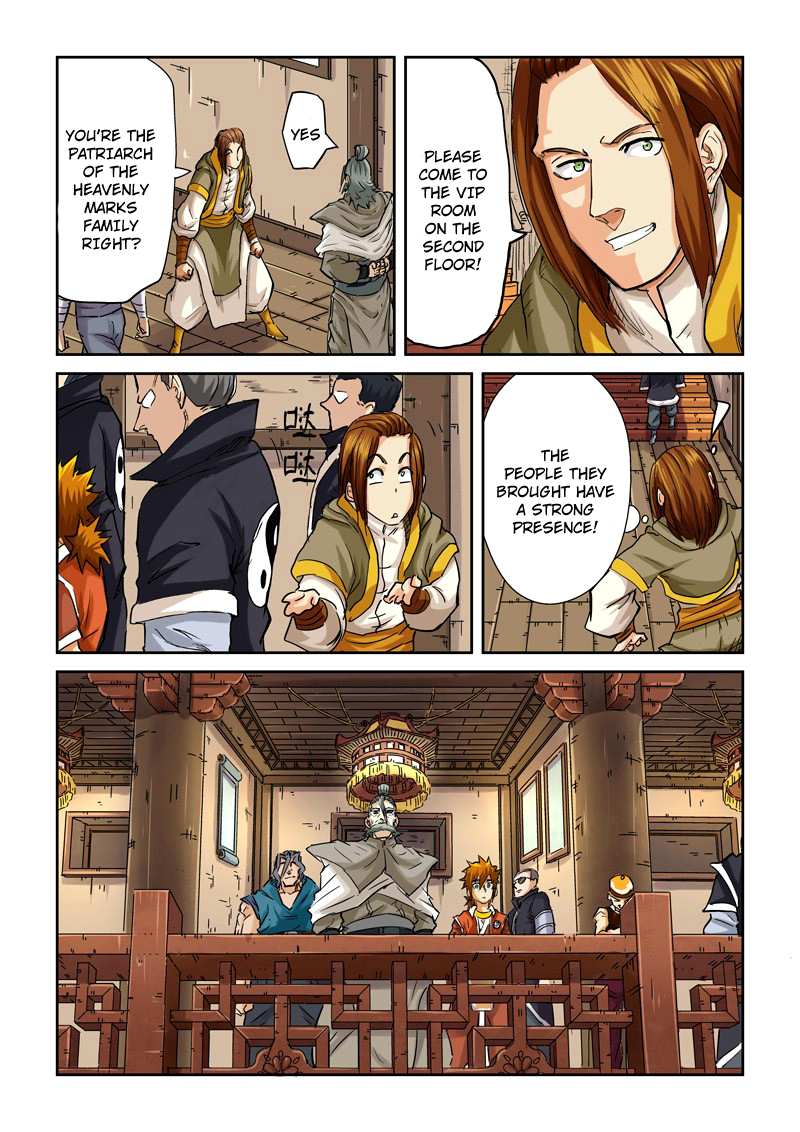 YOU'RE THE
PATRIARCH
OF THE
HEAVENLY
MARKS
FAMILY
RIGHT?
YES
PLEASE
COME TO
THE VIP
ROOM
ON THE
SECOND
FLOOR!
哒
哒
THE
PEOPLE THEY
BROUGHT HAVE
A STRONG
PRESENCE!